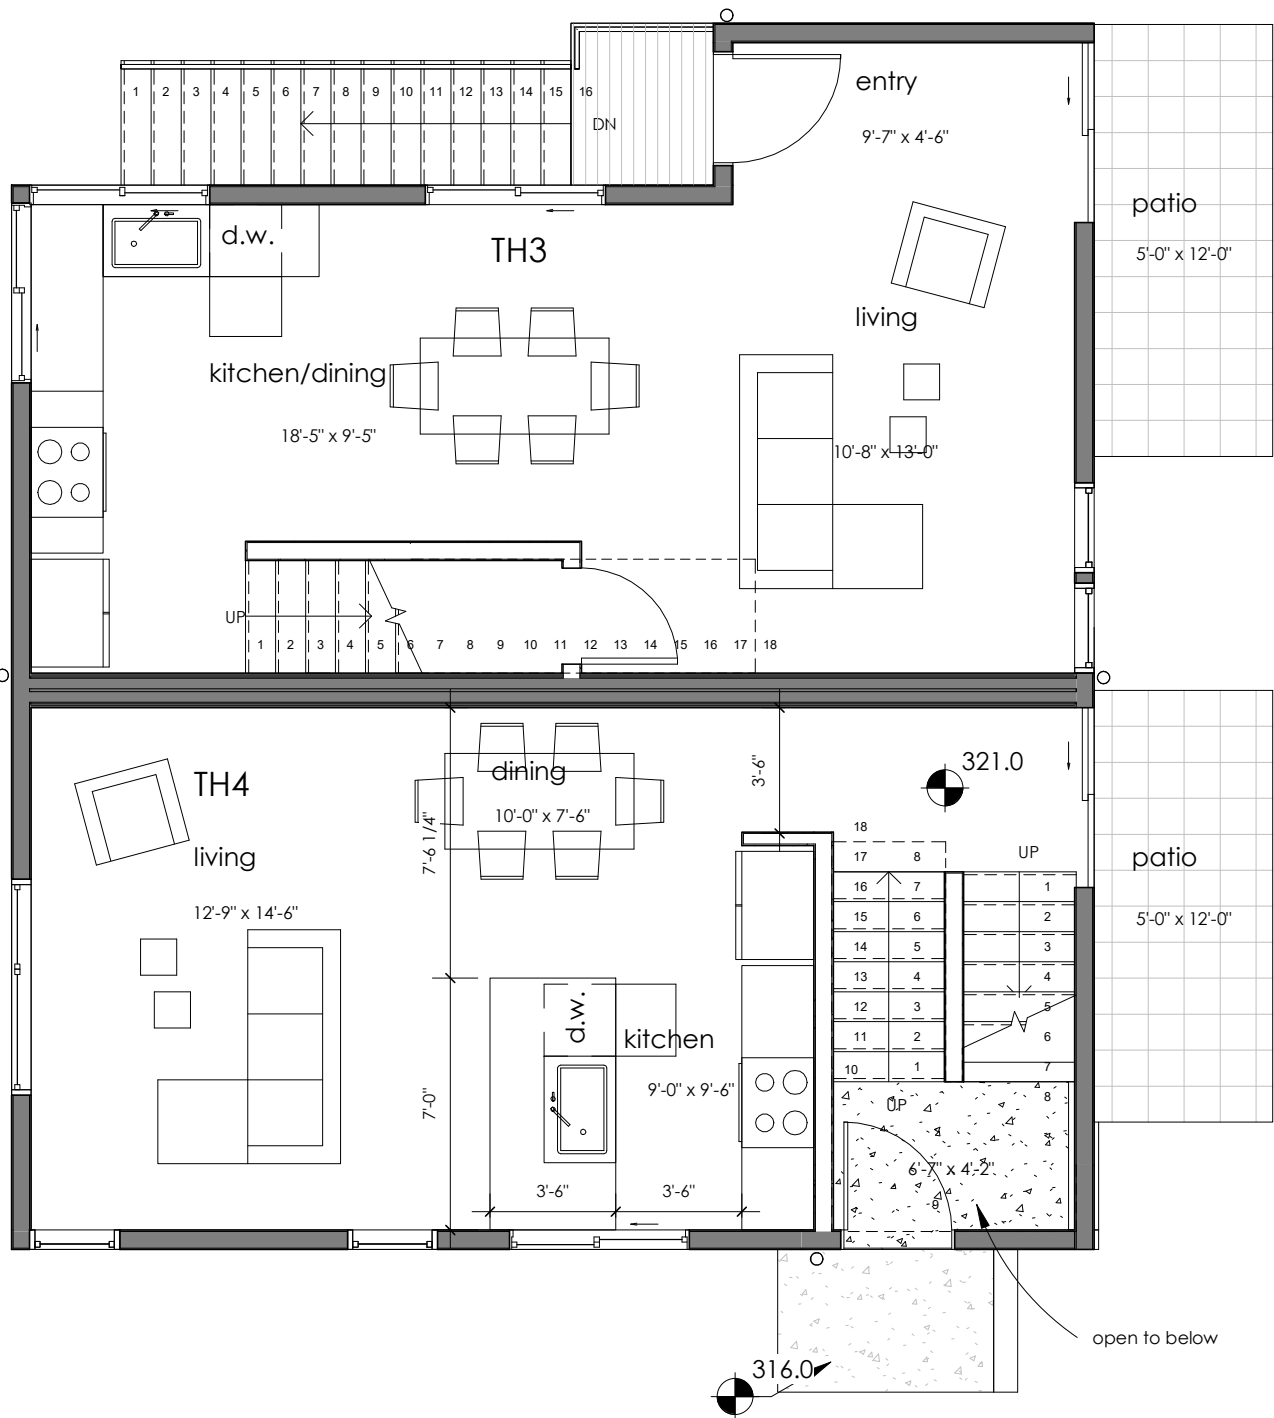 1 2 3 4 5 6 7 8 9 10 11 12 13 14 15 16
DN
entry
9'-7" x 4'-6"
patio
5'-0" x 12'-0"
d.w.
TH3
living
kitchen/dining
18'-5" x 9'-5"
10'-8" x 13'-0"
UP
1 2 3 4 5 6 7 8 9 10 11 12 13 14 15 16 17 18
TH4
dining
10'-0" x 7'-6"
7'-6 1/4"
3'-6"
321.0
living
12'-9" x 14'-6"
patio
5'-0" x 12'-0"
18
17 8
UP
16 7 1
15 6 2
14 5 3
13 4 4
12 3 5
11 2 6
10 1 7
8
d.w.
kitchen
9'-0" x 9'-6"
7'-0"
UP
6'-7" x 4'-2"
9
3'-6"
3'-6"
open to below
316.0